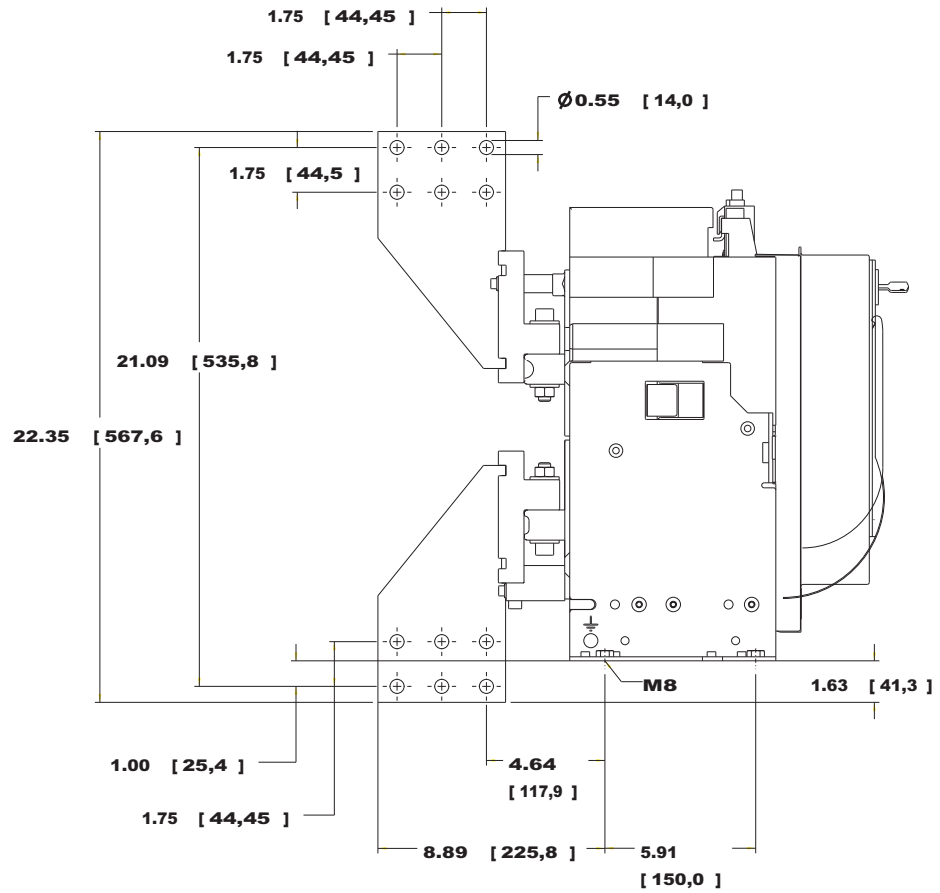 1.75 [ 44,45 ]
1.75 [ 44,45 ]
Ø0.55 [ 14,0 ]
1.75 [ 44,5 ]
21.09 [ 535,8 ]
22.35 [ 567,6 ]
M8
1.63 [ 41,3 ]
1.00 [ 25,4 ]
4.64
[ 117,9 ]
1.75 [ 44,45 ]
8.89 [ 225,8 ]
5.91
[ 150,0 ]